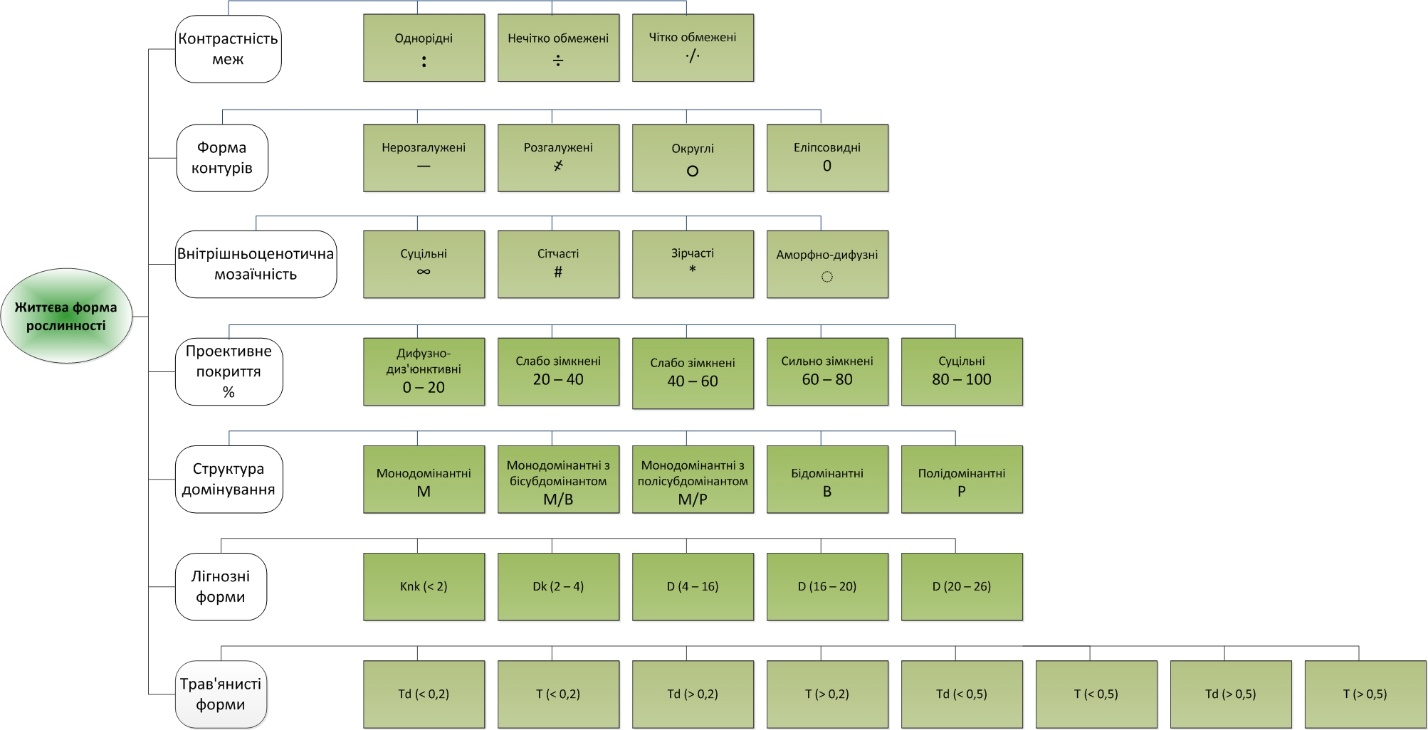 Контрастність
меж
Однорідні
:
Нечітко обмежені
÷
Чітко обмежені
·/·
Форма
контурів
Нерозгалужені
—
Розгалужені
≠
Округлі
О
Еліпсовидні
0
Внітрішньоценотична
мозаїчність
Суцільні
∞
Сітчасті
#
Зірчасті
*
Аморфно-дифузні
◌
Життєва форма
рослинності
Проективне
покриття
%
Дифузно-
диз'юнктивні
0 – 20
Слабо зімкнені
20 – 40
Слабо зімкнені
40 – 60
Сильно зімкнені
60 – 80
Суцільні
80 – 100
Структура
домінування
Монодомінантні
М
Монодомінантні з
бісубдомінантом
М/В
Монодомінантні з
полісубдомінантом
М/Р
Бідомінантні
В
Полідомінантні
Р
Лігнозні
форми
Knk (< 2)
Dk (2 – 4)
D (4 – 16)
D (16 – 20)
D (20 – 26)
Трав'янисті
форми
Td (< 0,2)
T (< 0,2)
Td (> 0,2)
T (> 0,2)
Td (< 0,5)
T (< 0,5)
Td (> 0,5)
T (> 0,5)